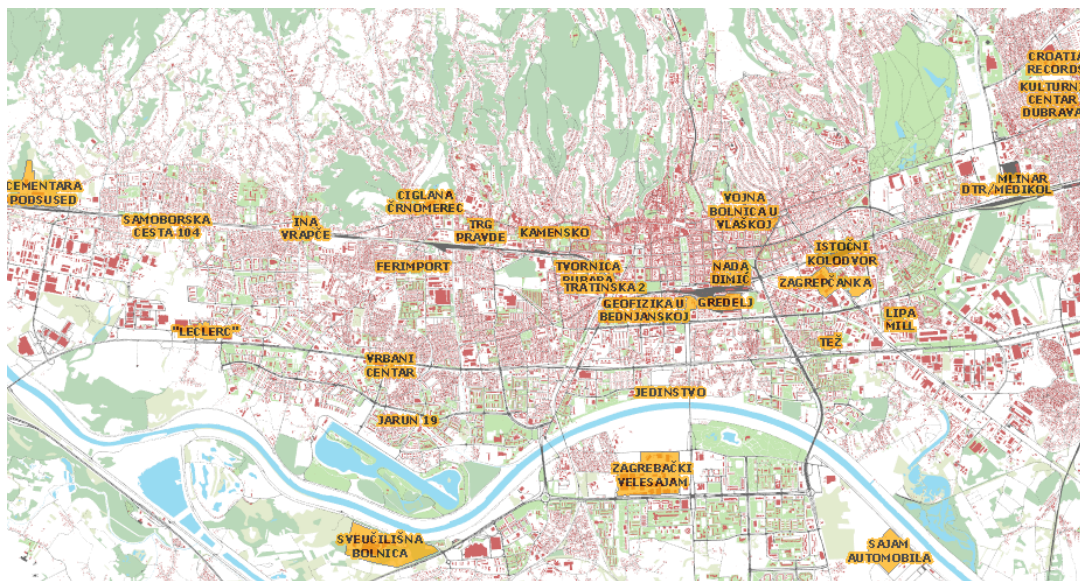 CROATIA
RECORDS
KULTURNI
CENTAR
DUBRAVA
CEMENTARA
PODSUSED
SAMOBORSKA
CESTA 104
INA
VRAPČE
CIGLANA
ČRNOMEREC
TRG
PRAVDE
KAMENSKO
VOJNA
BOLNICA U
VLAŠKOJ
MLINAR
DTR/MEDIKOL
FERIMPORT
TVORNICA
TRATINSKA 2
NADA
DIMIĆ
ISTOČNI
KOLODVOR
ZAGREPČANKA
GEOFIZIKA U
BEDNJANSKOJ
GREDELJ
LIPA
MILL
"LECLERC"
TEŽ
VRBANI
CENTAR
JEDINSTVO
JARUN 19
ZAGREBAČKI
VELESAJAM
SVEUČILIŠNA
BOLNICA
SAJAM
AUTOMOBILA